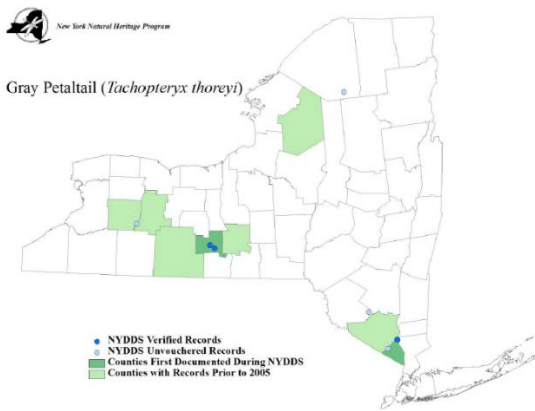 New York Natural Heritage Program
Gray Petaltail (Tachopteryx thoreyi)
NYDDS Verified Records
NYDDS Unvouchered Records
Counties First Documented During NYDDS
Counties with Records Prior to 2005